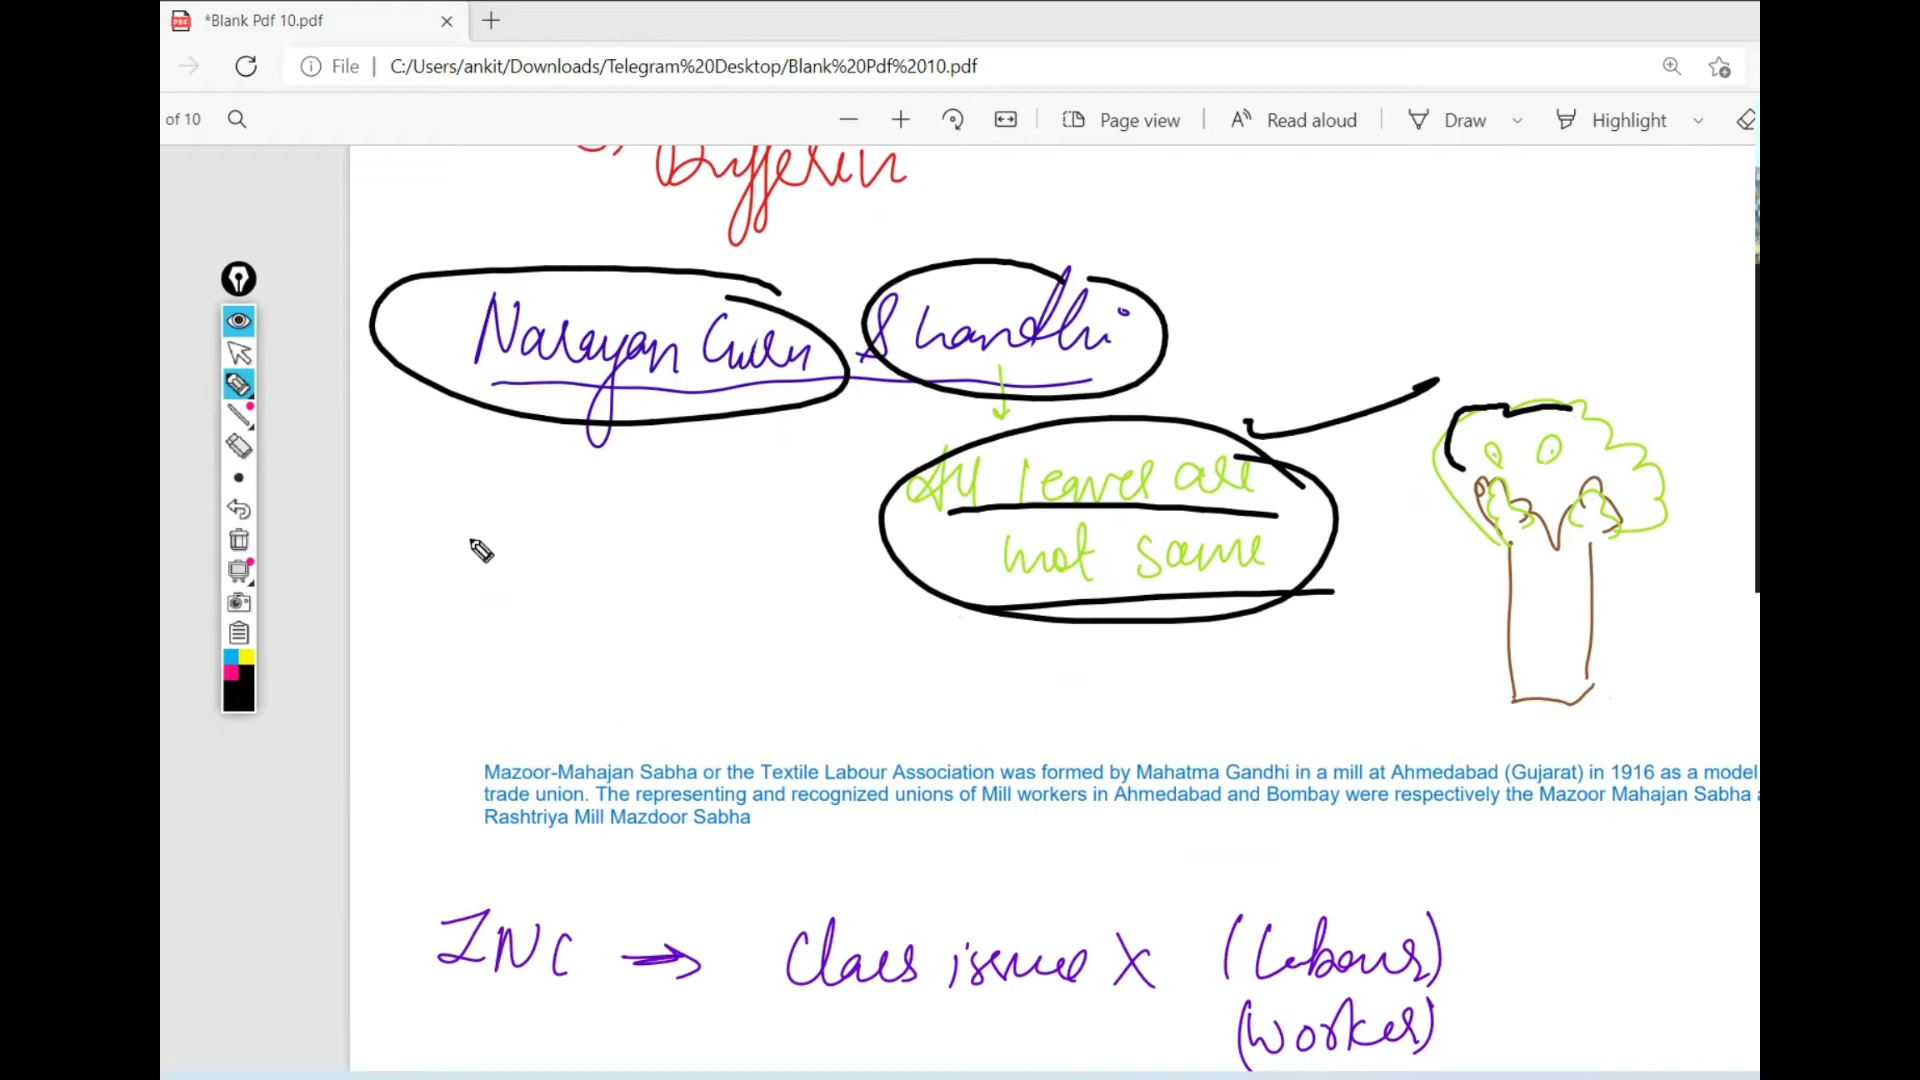 *Blank Pdf 10.pdf
File | C:/Users/ankit/Downloads/Telegram%20Desktop/Blank%20Pdf%2010.pdf
of 10
Page view
Read aloud
Draw
Highlight
Dufferin
Narayan Guru Ghandhi
All leaves are
not same
Mazoor-Mahajan Sabha or the Textile Labour Association was formed by Mahatma Gandhi in a mill at Ahmedabad (Gujarat) in 1916 as a model
trade union. The representing and recognized unions of Mill workers in Ahmedabad and Bombay were respectively the Mazoor Mahajan Sabha a
Rashtriya Mill Mazdoor Sabha
INC → Class issue X (Labours)
(Worker)